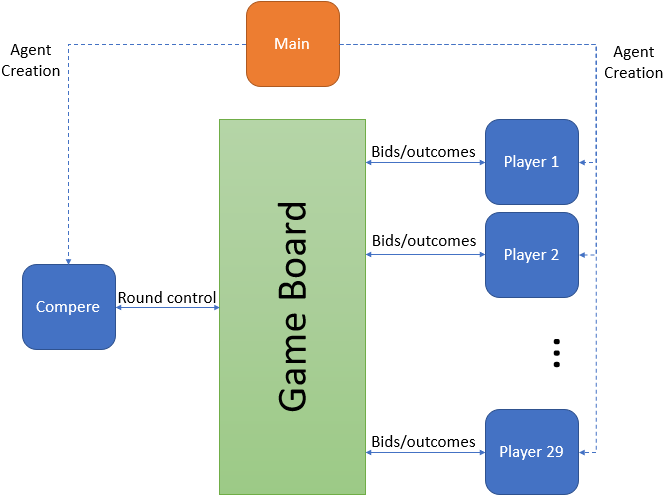 Main
Agent
Creation
Agent
Creation
Bids/outcomes
Player 1
Bids/outcomes
Player 2
Compere
Round control
Game Board
Bids/outcomes
Player 29